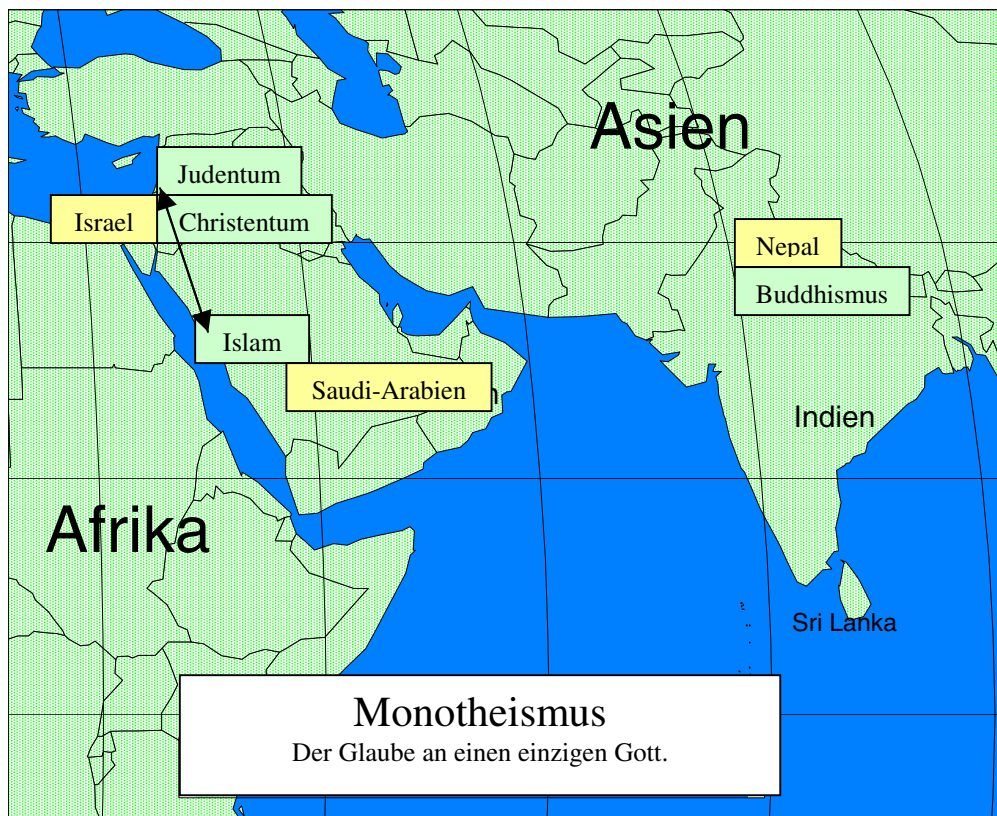 Asien
Judentum
Israel
Christentum
Nepal
Buddhismus
Islam
Saudi-Arabien
Indien
Afrika
Sri Lanka
Monotheismus
Der Glaube an einen einzigen Gott.